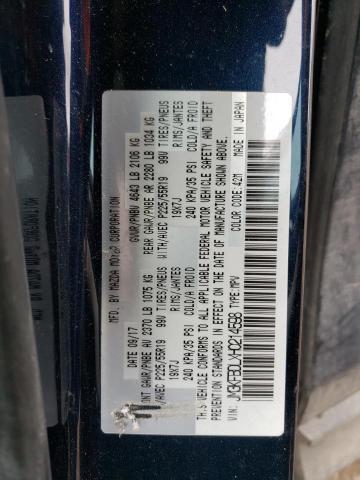 MFD. BY MAZDA MOTOR CORPORATION
DATE 09/17 GVWR/PNBV 4643 LB 2106 KG
FRONT GAWR/PNBE AV 2370 LB 1075 KG REAR GAWR/PNBE AR 2280 LB 1034 KG
WITH/AVEC P225/55R19 99V TIRES/PNEUS WITH/AVEC P225/55R19 99V TIRES/PNEUS
19X7J RIMS/JANTES 19X7J RIMS/JANTES
240 KPA/35 PSI COLD/A FROID 240 KPA/35 PSI COLD/A FROID
THIS VEHICLE CONFORMS TO ALL APPLICABLE FEDERAL MOTOR VEHICLE SAFETY AND THEFT
PREVENTION STANDARDS IN EFFECT ON THE DATE OF MANUFACTURE SHOWN ABOVE.
TYPE: MPV COLOR CODE: 42M MADE IN JAPAN